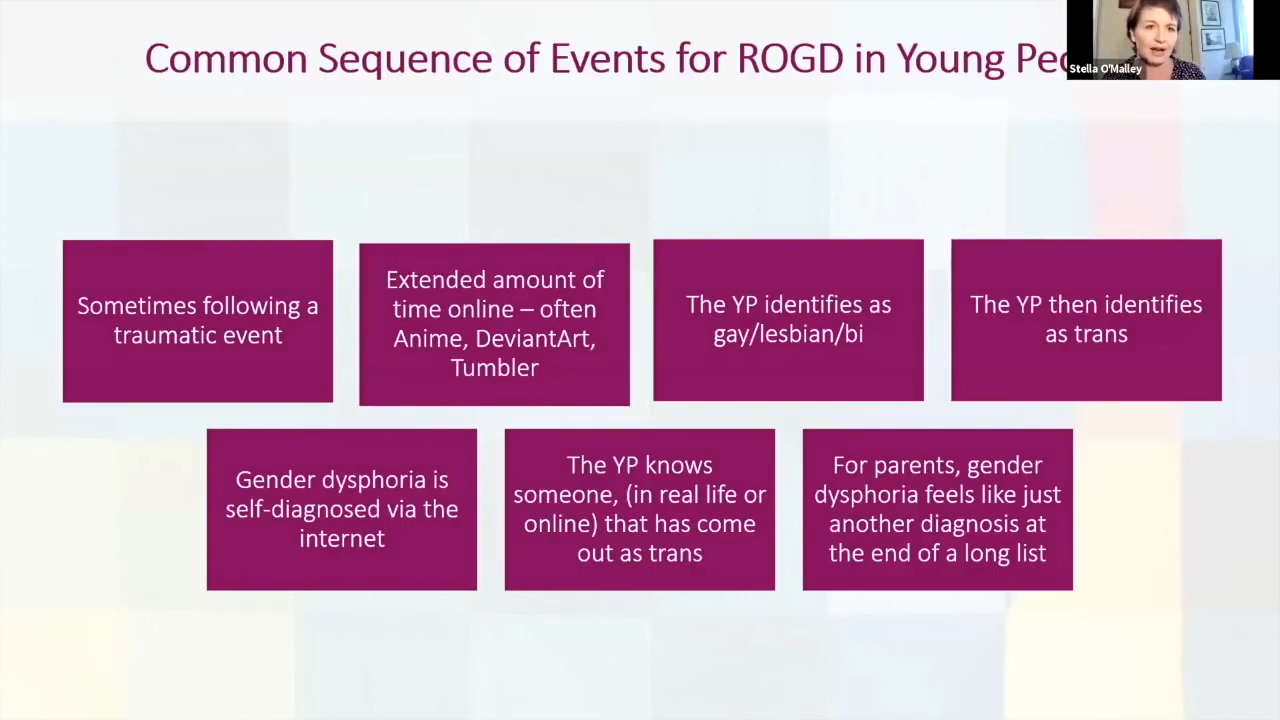 Common Sequence of Events for ROGD in Young
Stella O'Malley
Sometimes following a
traumatic event
Extended amount of
time online – often
Anime, DeviantArt,
Tumbler
The YP identifies as
gay/lesbian/bi
The YP then identifies
as trans
Gender dysphoria is
self-diagnosed via the
internet
The YP knows
someone, (in real life or
online) that has come
out as trans
For parents, gender
dysphoria feels like just
another diagnosis at
the end of a long list